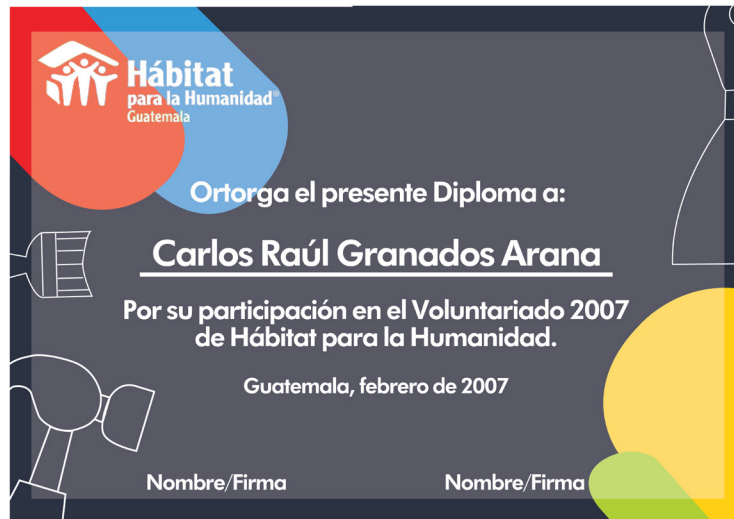 Hábitat
para la Humanidad®
Guatemala
Ortorga el presente Diploma a:
Carlos Raúl Granados Arana
Por su participación en el Voluntariado 2007
de Hábitat para la Humanidad.
Guatemala, febrero de 2007
Nombre/Firma Nombre/Firma